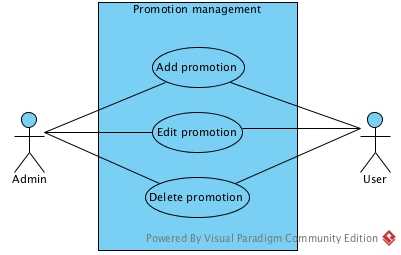 Promotion management
Add promotion
Edit promotion
Delete promotion
Admin
User
Powered By Visual Paradigm Community Edition